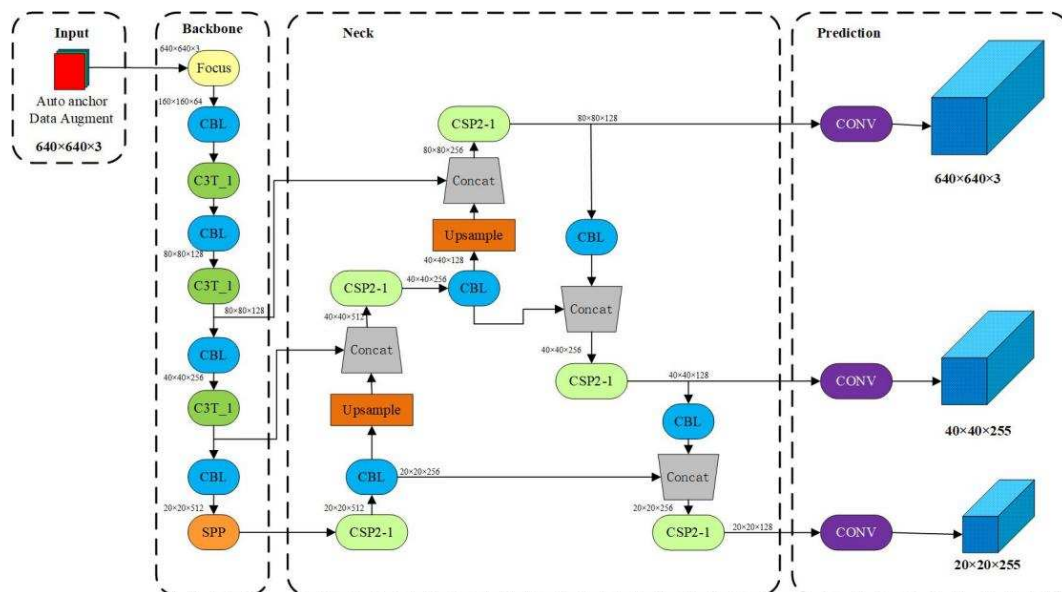 Input
Auto anchor
Data Augment
640×640×3
Backbone
640×640×3
Focus
160×160×64
CBL
C3T_1
CBL
80×80×128
C3T_1
80×80×128
CBL
40×40×256
C3T_1
CBL
20×20×512
SPP
Neck
CSP2-1
80×80×128
80×80×256
Concat
Upsample
CBL
40×40×128
CSP2-1
40×40×256
CBL
Concat
40×40×512
Concat
40×40×256
CSP2-1
40×40×128
Upsample
CBL
CBL
20×20×256
Concat
20×20×512
20×20×256
CSP2-1
CSP2-1
20×20×128
Prediction
CONV
640×640×3
CONV
40×40×255
CONV
20×20×255